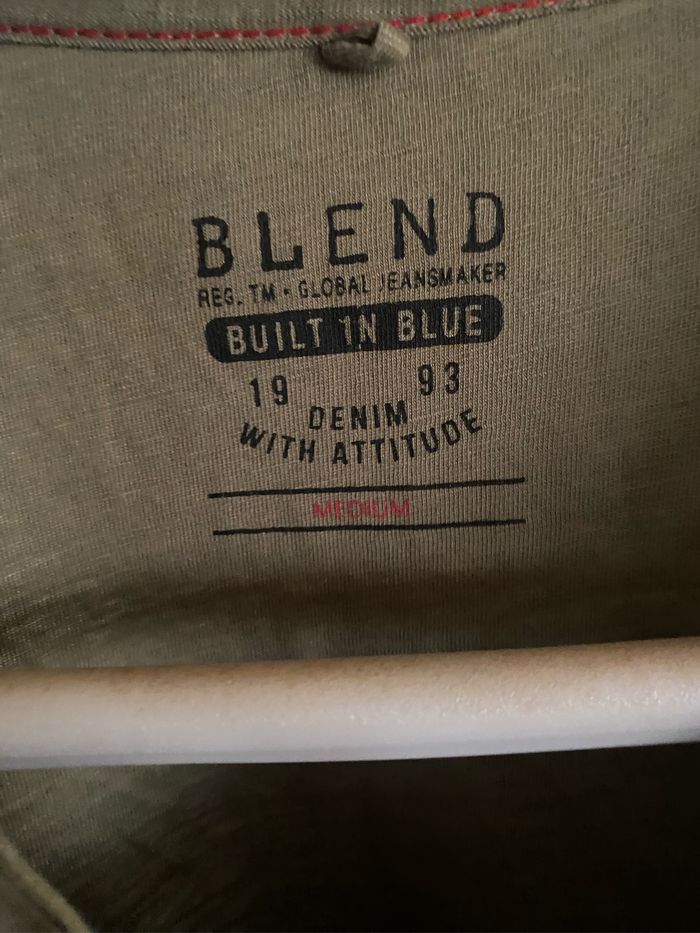 BLEND
REG. TM · GLOBAL JEANSMAKER
BUILT IN BLUE
19 93
DENIM
WITH ATTITUDE
MEDIUM